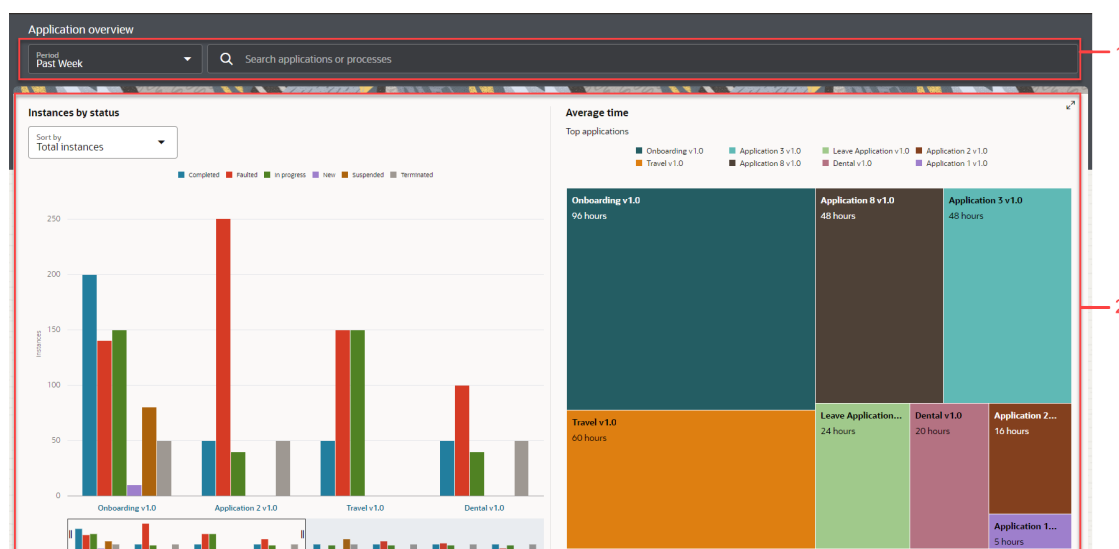 Application overview
Period
Past Week
Search applications or processes
1
Instances by status
Sort by
Total instances
Completed Faulted In progress New Suspended Terminated
250
200
150
100
50
0
Instances
Onboarding v1.0 Application 2 v1.0 Travel v1.0 Dental v1.0
Average time
Top applications
Onboarding v1.0 Application 3 v1.0 Leave Application v1.0 Application 2 v1.0
Travel v1.0 Application 8 v1.0 Dental v1.0 Application 1 v1.0
Onboarding v1.0
96 hours
Application 8 v1.0
48 hours
Application 3 v1.0
48 hours
2
Travel v1.0
60 hours
Leave Application...
24 hours
Dental v1.0
20 hours
Application 2...
16 hours
Application 1...
5 hours